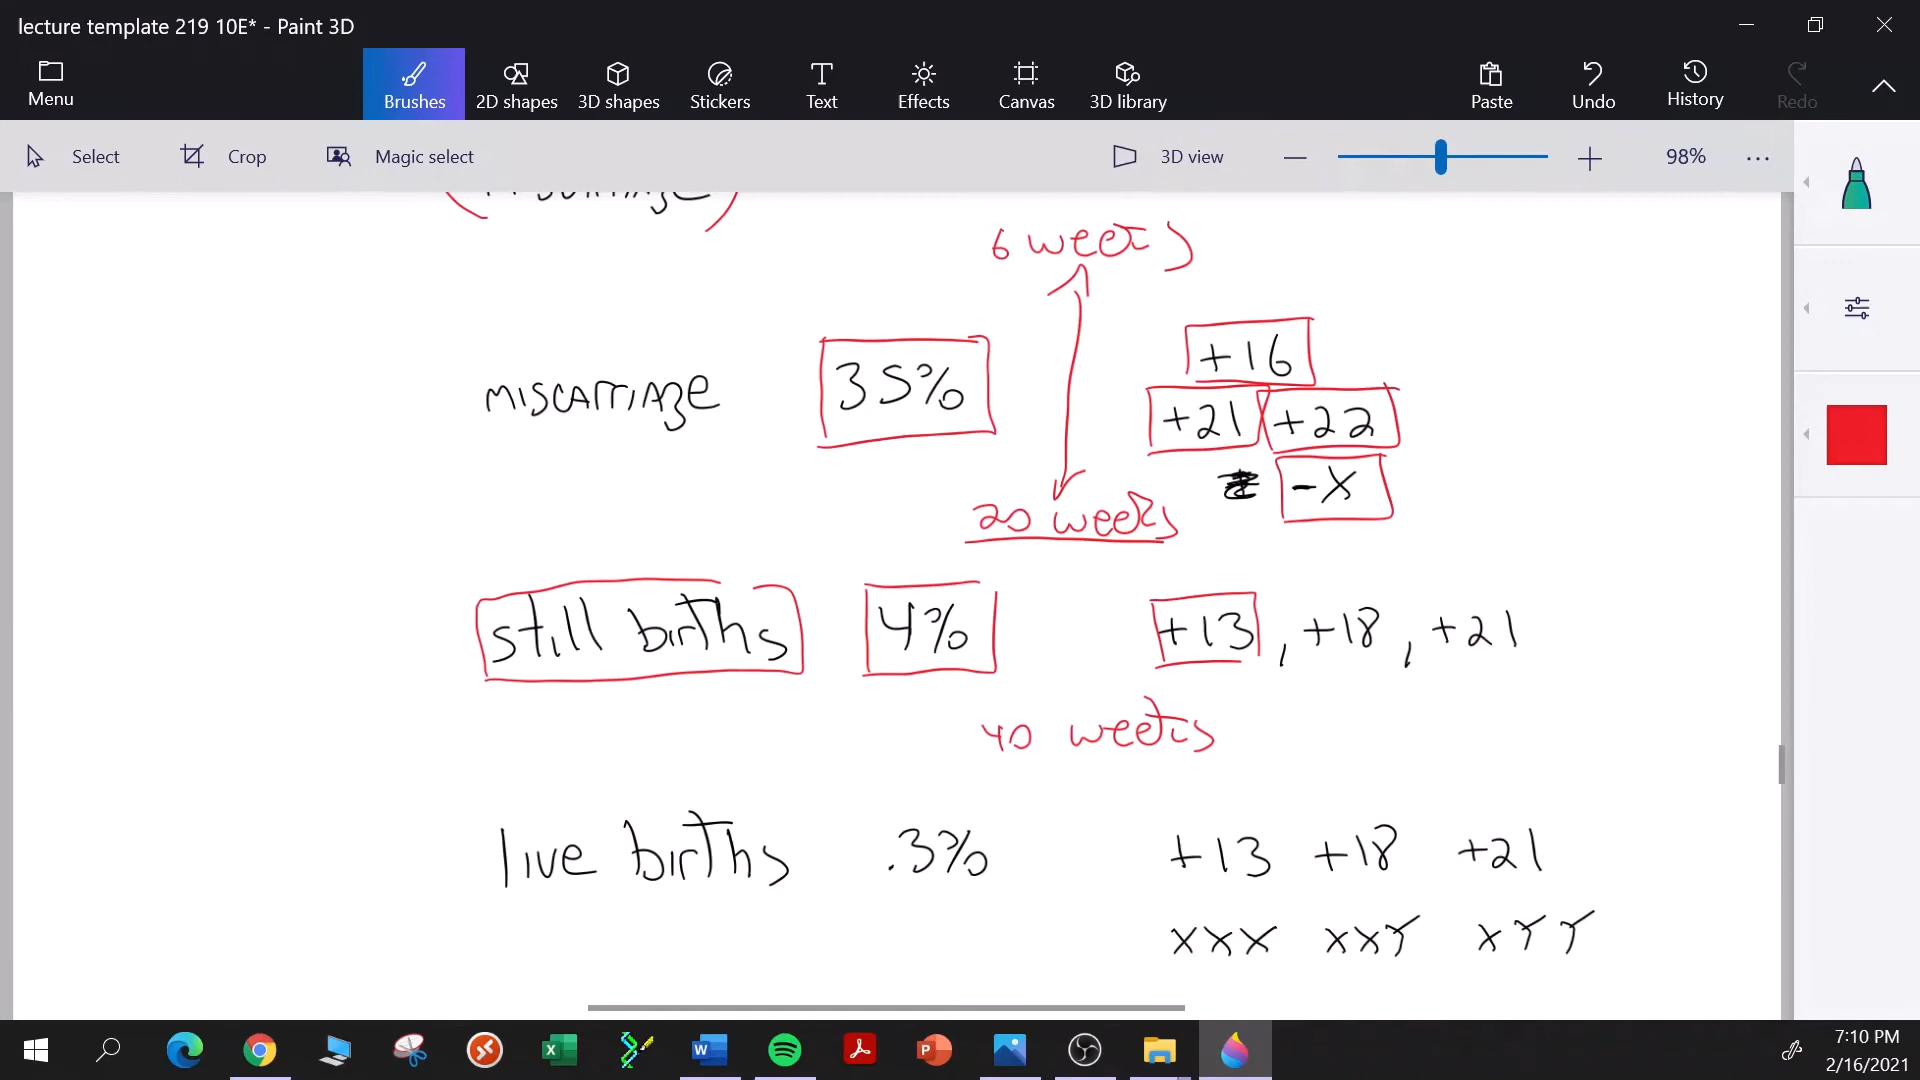 lecture template 219 10E* - Paint 3D
Menu
Brushes
2D shapes
3D shapes
Stickers
Text
Effects
Canvas
3D library
Paste
Undo
History
Redo
Select
Crop
Magic select
3D view
98%
6 weeks
miscarriage 35% +16
+21 +22
-X
20 weeks
still births 4% +13, +18, +21
40 weeks
live births .3% +13 +18 +21
XXX XXY XYY
7:10 PM
2/16/2021